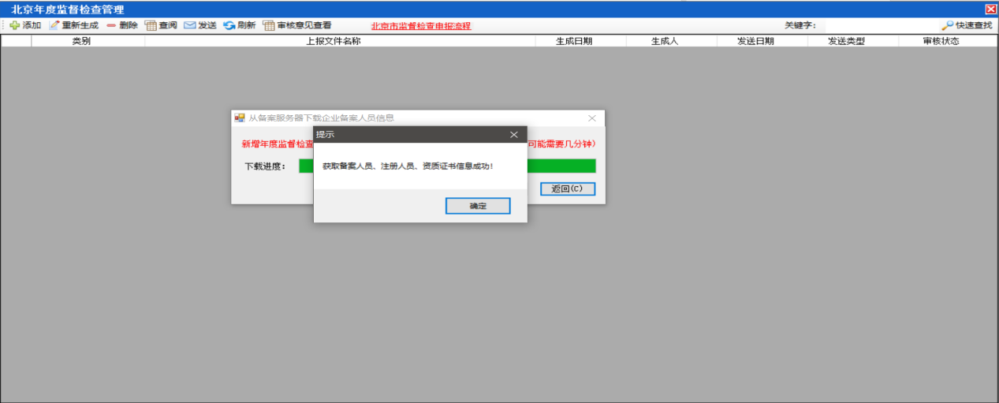 北京年度监督检查管理
添加 重新生成 删除 查阅 发送 刷新 审核意见查看 北京市监督检查申报流程 关键字: 快速查找
类别 上报文件名称 生成日期 生成人 发送日期 发送类型 审核状态
从备案服务器下载企业备案人员信息
提示
新增年度监督检查 可能需要几分钟)
下载进度: 获取备案人员、注册人员、资质证书信息成功!
返回(C)
确定